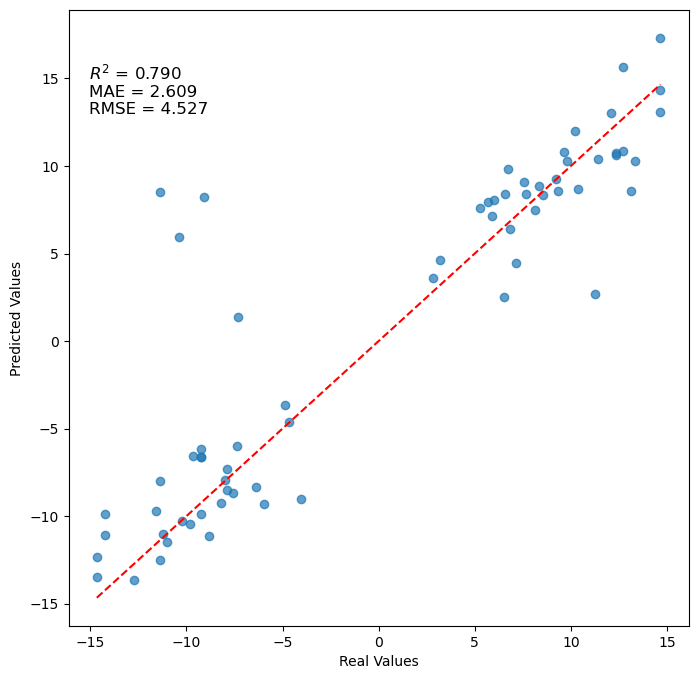 R² = 0.790
MAE = 2.609
RMSE = 4.527
15
10
5
0
−5
−10
−15
Predicted Values
−15 −10 −5 0 5 10 15
Real Values